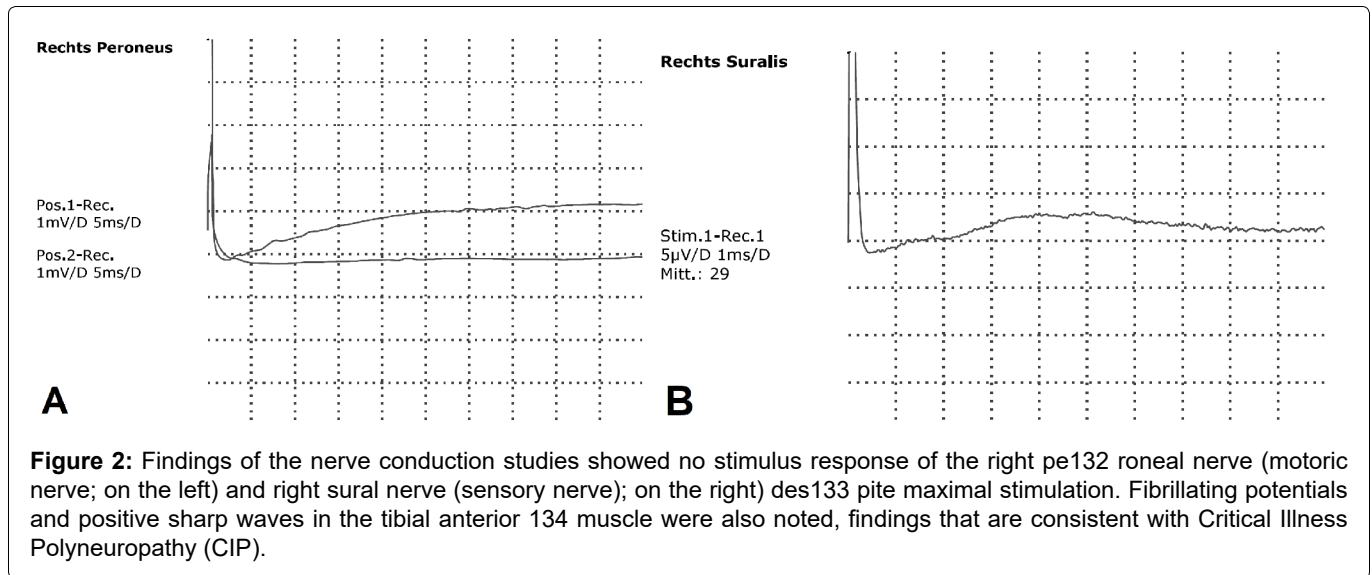 Rechts Peroneus
Pos.1-Rec.
1mV/D 5ms/D
Pos.2-Rec.
1mV/D 5ms/D
A
Rechts Suralis
Stim.1-Rec.1
5µV/D 1ms/D
Mitt.: 29
B
Figure 2: Findings of the nerve conduction studies showed no stimulus response of the right pe132 roneal nerve (motoric
nerve; on the left) and right sural nerve (sensory nerve); on the right) des133 pite maximal stimulation. Fibrillating potentials
and positive sharp waves in the tibial anterior 134 muscle were also noted, findings that are consistent with Critical Illness
Polyneuropathy (CIP).